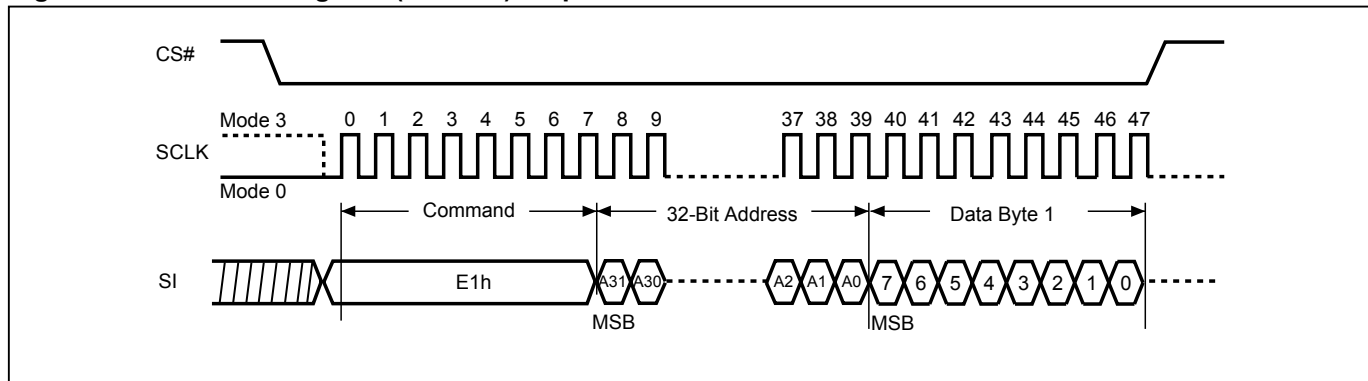 CS#
Mode 3
0 1 2 3 4 5 6 7 8 9 37 38 39 40 41 42 43 44 45 46 47
SCLK
Mode 0
Command 32-Bit Address Data Byte 1
SI E1h A31 A30 A2 A1 A0 7 6 5 4 3 2 1 0
MSB MSB